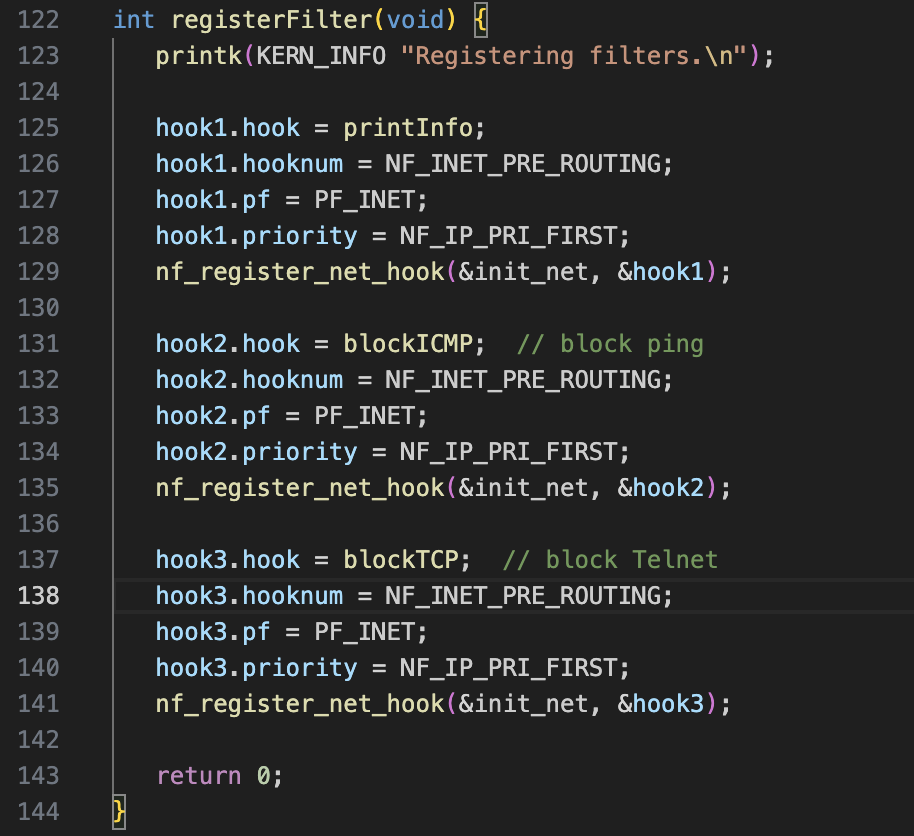 122 int registerFilter(void) {
123 printk(KERN_INFO "Registering filters.\n");
124
125 hook1.hook = printInfo;
126 hook1.hooknum = NF_INET_PRE_ROUTING;
127 hook1.pf = PF_INET;
128 hook1.priority = NF_IP_PRI_FIRST;
129 nf_register_net_hook(&init_net, &hook1);
130
131 hook2.hook = blockICMP;  // block ping
132 hook2.hooknum = NF_INET_PRE_ROUTING;
133 hook2.pf = PF_INET;
134 hook2.priority = NF_IP_PRI_FIRST;
135 nf_register_net_hook(&init_net, &hook2);
136
137 hook3.hook = blockTCP;  // block Telnet
138 hook3.hooknum = NF_INET_PRE_ROUTING;
139 hook3.pf = PF_INET;
140 hook3.priority = NF_IP_PRI_FIRST;
141 nf_register_net_hook(&init_net, &hook3);
142
143 return 0;
144 }